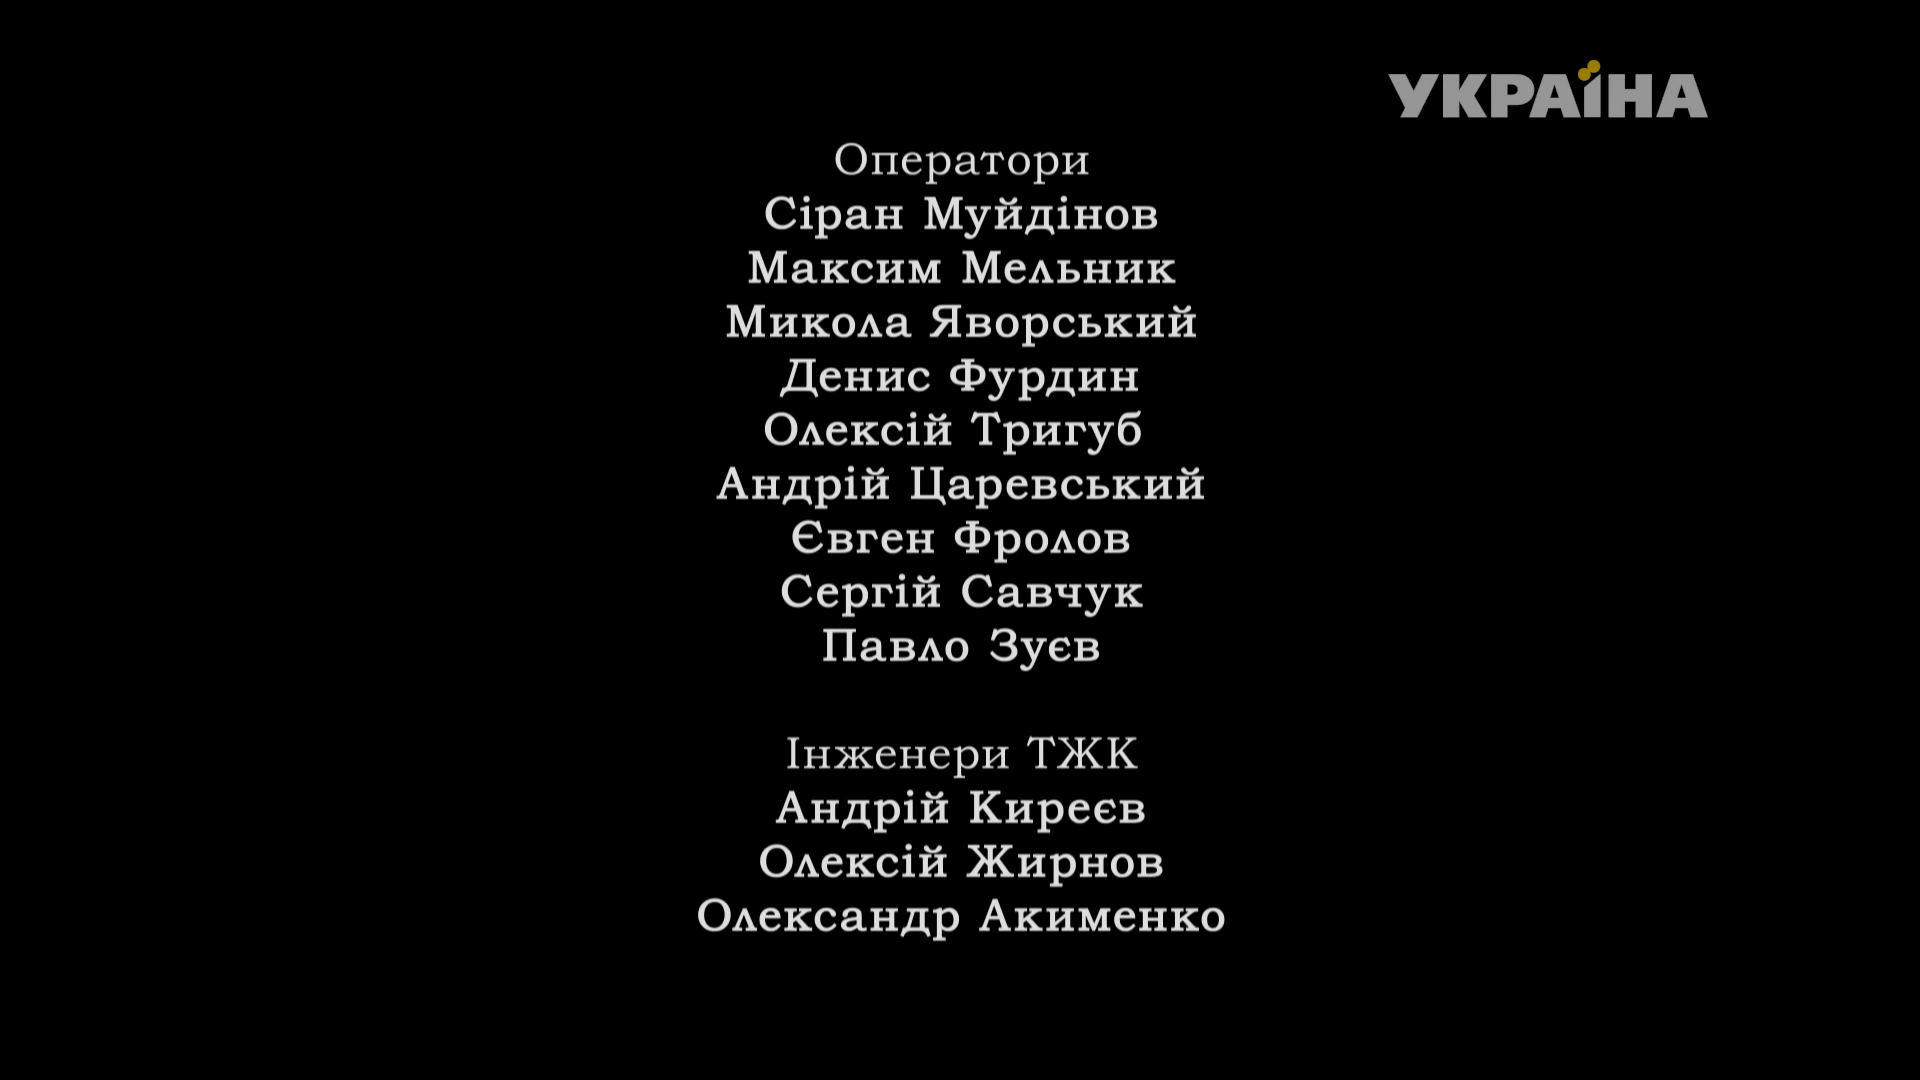 УКРАЇНА
Оператори
Сіран Муйдінов
Максим Мельник
Микола Яворський
Денис Фурдин
Олексій Тригуб
Андрій Царевський
Євген Фролов
Сергій Савчук
Павло Зуєв
Інженери ТЖК
Андрій Киреєв
Олексій Жирнов
Олександр Акименко